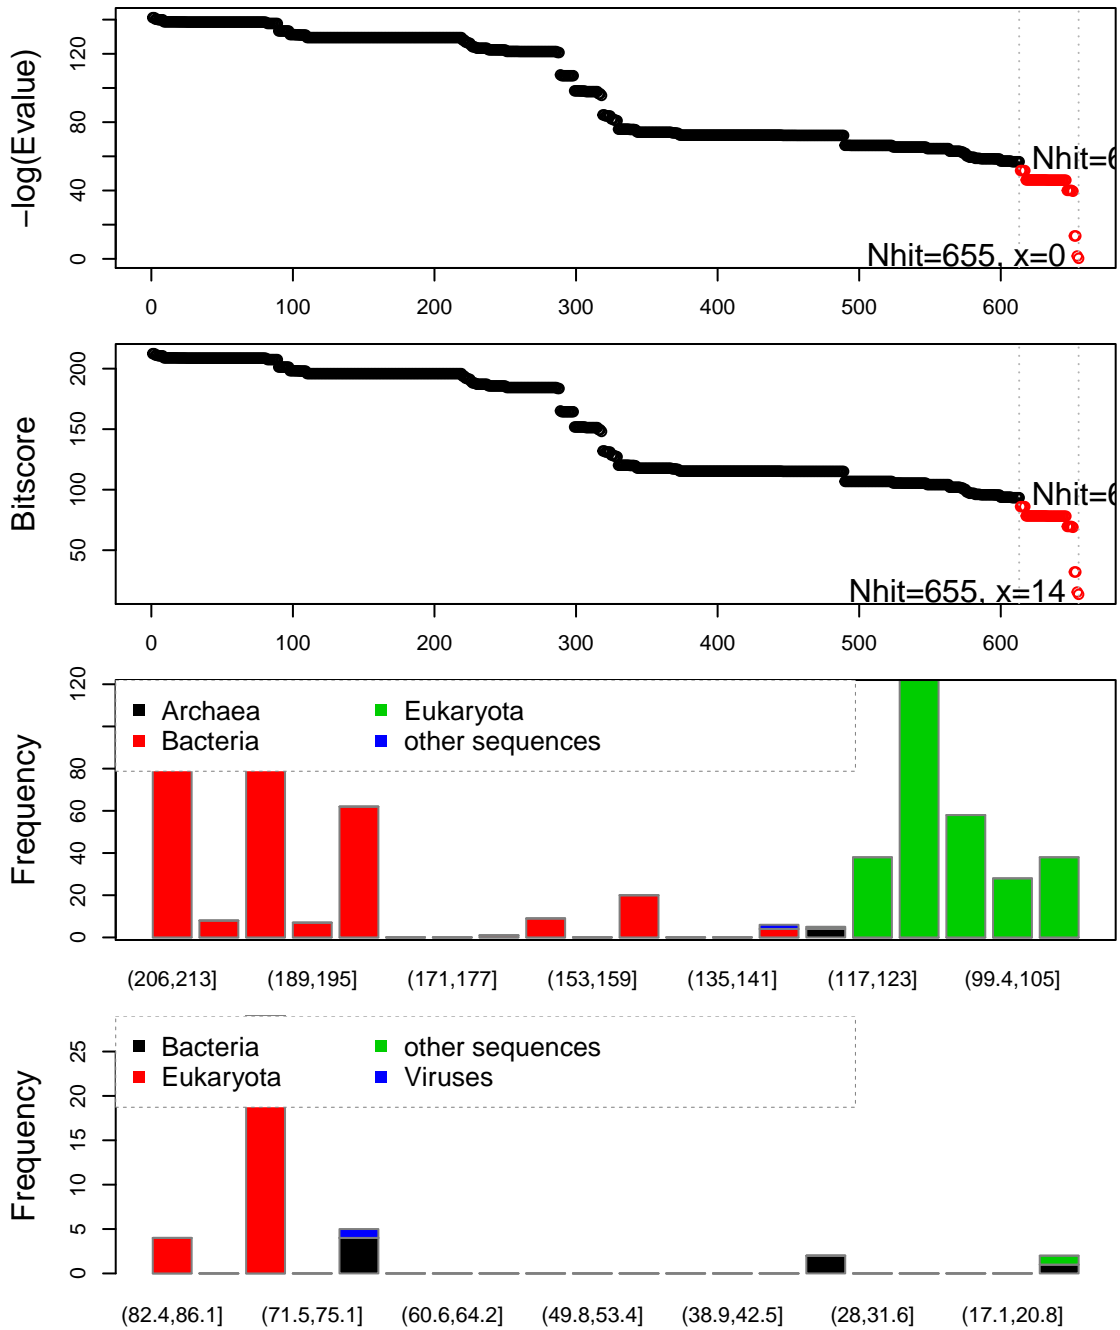 −log(Evalue)
120
80
40
0
Nhit=6
Nhit=655, x=0
0 100 200 300 400 500 600
Bitscore
200
150
100
50
Nhit=6
Nhit=655, x=14
0 100 200 300 400 500 600
Frequency
120
80
60
40
20
0
Archaea Eukaryota
Bacteria other sequences
(206,213] (189,195] (171,177] (153,159] (135,141] (117,123] (99.4,105]
Frequency
25
20
15
10
5
0
Bacteria other sequences
Eukaryota Viruses
(82.4,86.1] (71.5,75.1] (60.6,64.2] (49.8,53.4] (38.9,42.5] (28,31.6] (17.1,20.8]